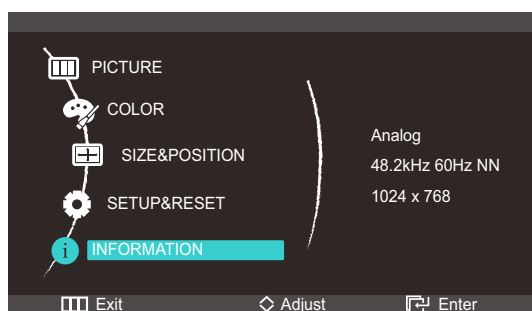 PICTURE
COLOR
SIZE&POSITION
SETUP&RESET
i INFORMATION
Analog
48.2kHz 60Hz NN
1024 x 768
Exit Adjust Enter